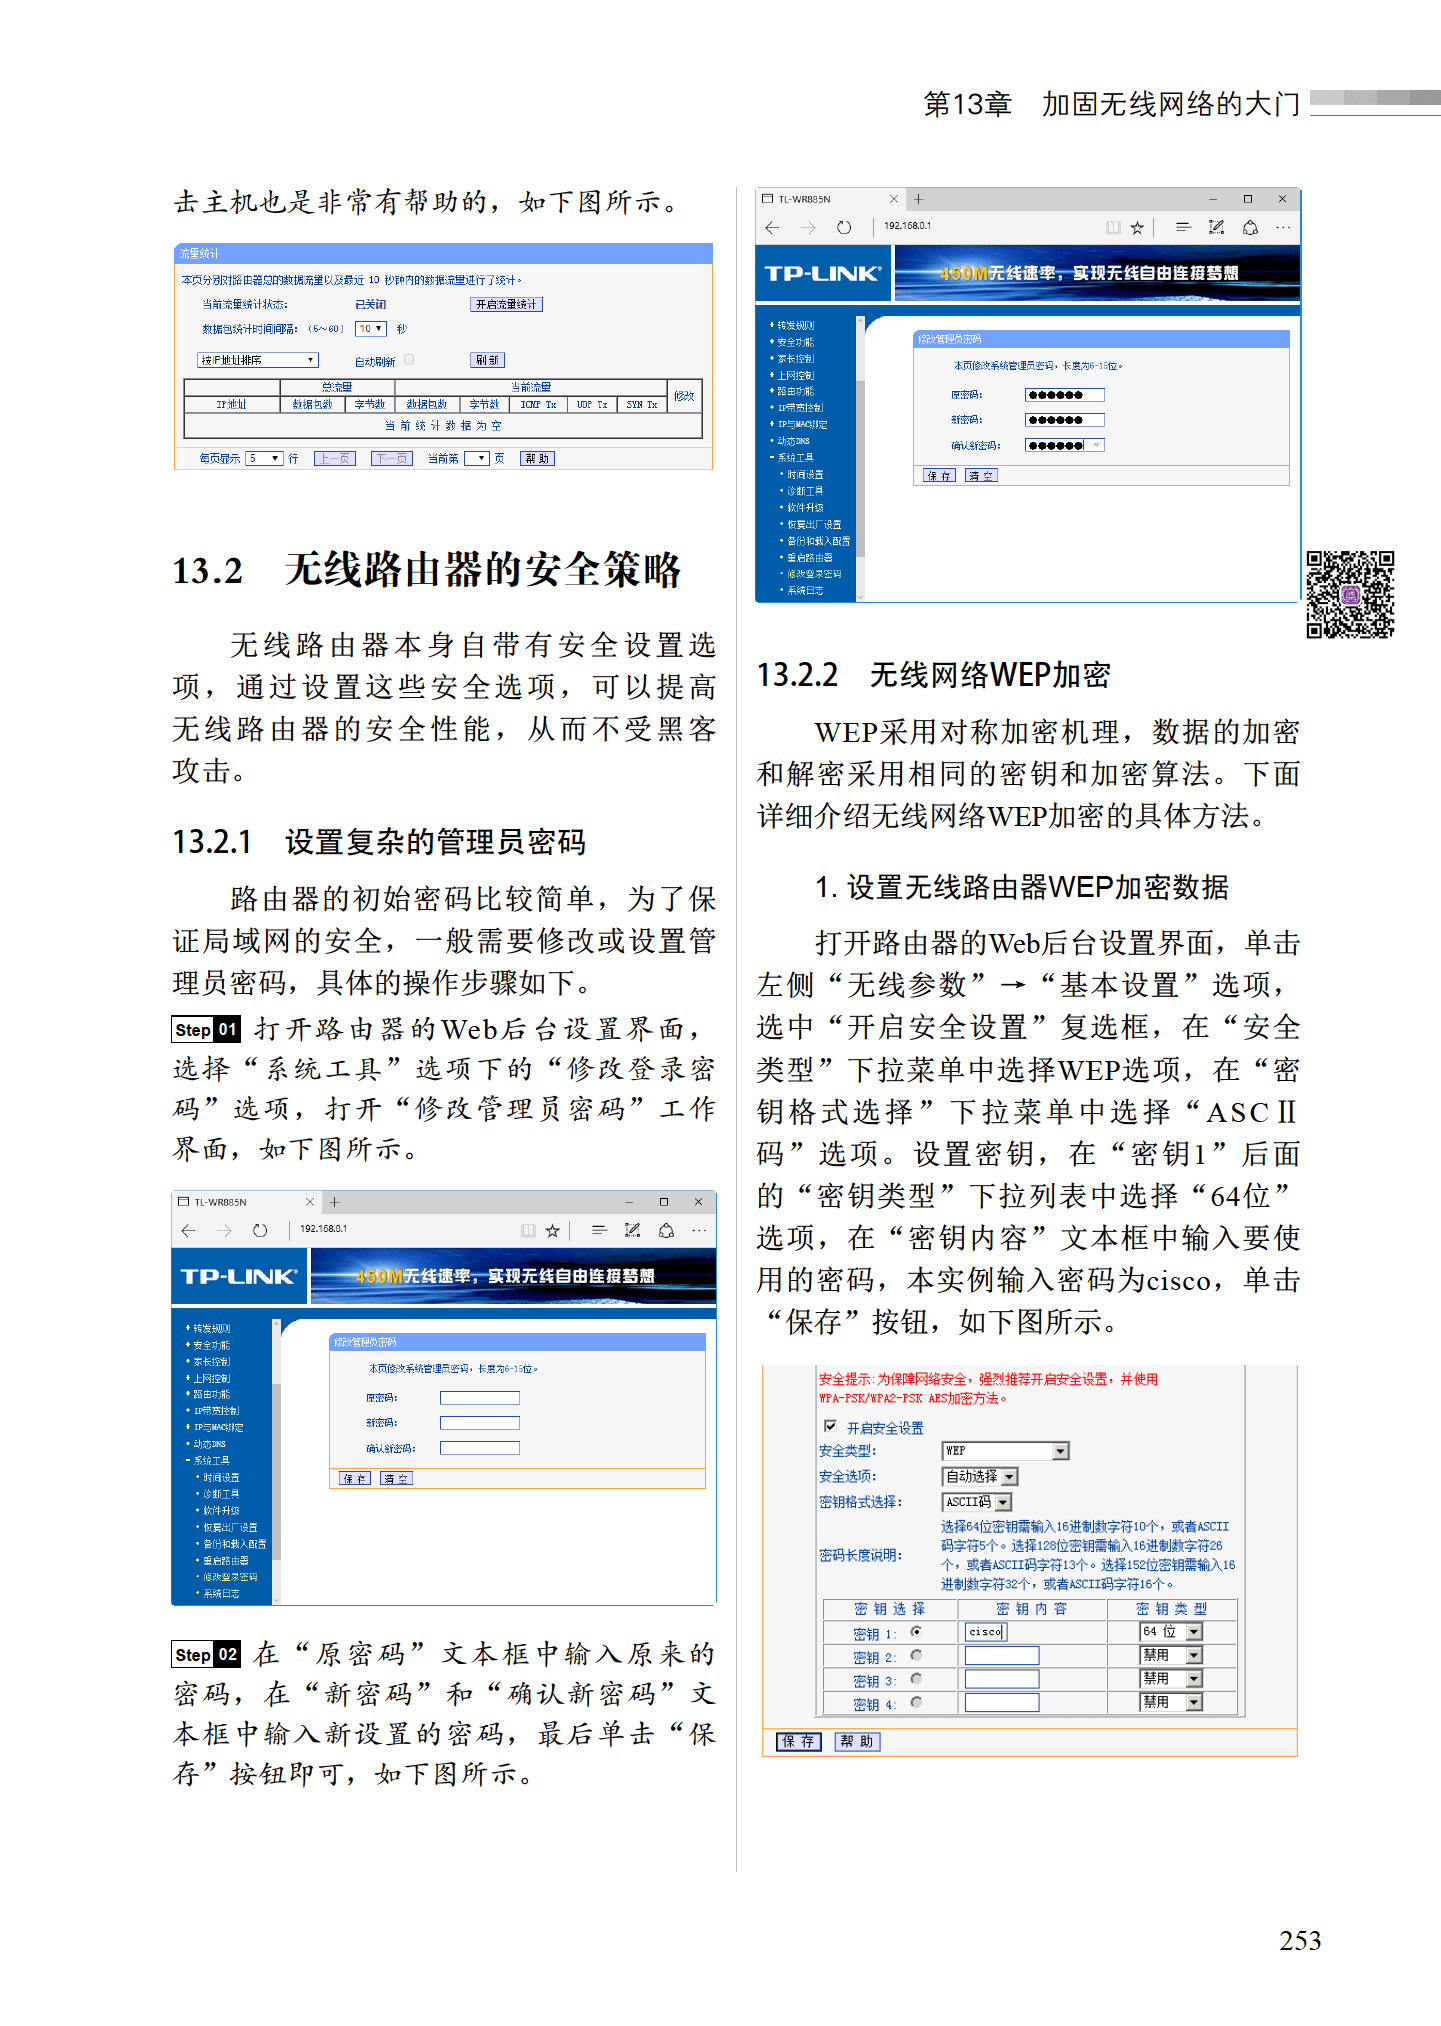 第13章　加固无线网络的大门
击主机也是非常有帮助的，如下图所示。
流量统计
本页分别对路由器总的数据流量以及最近 10 秒钟内的数据流量进行了统计。
当前流量统计状态： 已关闭 开启流量统计
数据包统计时间间隔：（5～60） 10 秒
按IP地址排序 自动刷新 刷新
总流量 当前流量
IP地址 数据包数 字节数 数据包数 字节数 ICMP Tx UDP Tx SYN Tx 修改
当前统计数据为空
每页显示 5 行 上一页 下一页 当前第 页 帮助
13.2　无线路由器的安全策略
无线路由器本身自带有安全设置选
项，通过设置这些安全选项，可以提高
无线路由器的安全性能，从而不受黑客
攻击。
13.2.1　设置复杂的管理员密码
路由器的初始密码比较简单，为了保
证局域网的安全，一般需要修改或设置管
理员密码，具体的操作步骤如下。
Step 01 打开路由器的Web后台设置界面，
选择“系统工具”选项下的“修改登录密
码”选项，打开“修改管理员密码”工作
界面，如下图所示。
TL-WR885N
192.168.0.1
TP-LINK
450M无线速率，实现无线自由连接梦想
转发规则
安全功能
家长控制
上网控制
路由功能
IP带宽控制
IP与MAC绑定
动态DNS
系统工具
时间设置
诊断工具
软件升级
恢复出厂设置
备份和载入配置
重启路由器
修改登录密码
系统日志
修改管理员密码
本页修改系统管理员密码，长度为6-15位。
原密码：
新密码：
确认新密码：
保存 清空
Step 02 在“原密码”文本框中输入原来的
密码，在“新密码”和“确认新密码”文
本框中输入新设置的密码，最后单击“保
存”按钮即可，如下图所示。
TL-WR885N
192.168.0.1
TP-LINK
450M无线速率，实现无线自由连接梦想
转发规则
安全功能
家长控制
上网控制
路由功能
IP带宽控制
IP与MAC绑定
动态DNS
系统工具
时间设置
诊断工具
软件升级
恢复出厂设置
备份和载入配置
重启路由器
修改登录密码
系统日志
修改管理员密码
本页修改系统管理员密码，长度为6-15位。
原密码： ●●●●●●
新密码： ●●●●●●
确认新密码： ●●●●●●
保存 清空
13.2.2　无线网络WEP加密
WEP采用对称加密机理，数据的加密
和解密采用相同的密钥和加密算法。下面
详细介绍无线网络WEP加密的具体方法。
1. 设置无线路由器WEP加密数据
打开路由器的Web后台设置界面，单击
左侧“无线参数”→“基本设置”选项，
选中“开启安全设置”复选框，在“安全
类型”下拉菜单中选择WEP选项，在“密
钥格式选择”下拉菜单中选择“ASCⅡ
码”选项。设置密钥，在“密钥1”后面
的“密钥类型”下拉列表中选择“64位”
选项，在“密钥内容”文本框中输入要使
用的密码，本实例输入密码为cisco，单击
“保存”按钮，如下图所示。
安全提示：为保障网络安全，强烈推荐开启安全设置，并使用
WPA-PSK/WPA2-PSK AES加密方法。
开启安全设置
安全类型： WEP
安全选项： 自动选择
密钥格式选择： ASCII码
密码长度说明：
选择64位密钥需输入16进制数字符10个，或者ASCII
码字符5个。选择128位密钥需输入16进制数字符26
个，或者ASCII码字符13个。选择152位密钥需输入16
进制数字符32个，或者ASCII码字符16个。
密钥选择 密钥内容 密钥类型
密钥 1： cisco 64 位
密钥 2： 禁用
密钥 3： 禁用
密钥 4： 禁用
保存 帮助
253